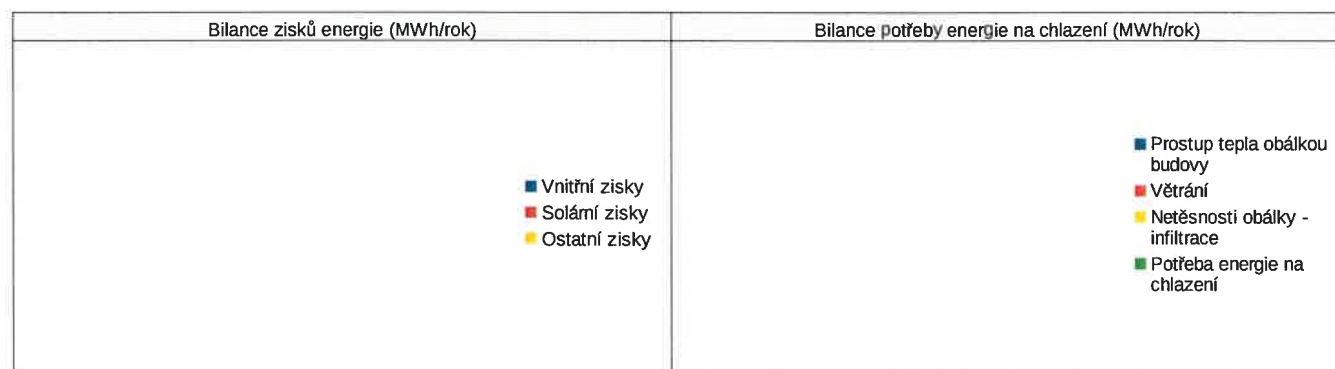 Bilance zisků energie (MWh/rok)
Bilance potřeby energie na chlazení (MWh/rok)
Vnitřní zisky
Solární zisky
Ostatní zisky
Prostup tepla obálkou
budovy
Větrání
Netěsnosti obálky -
infiltrace
Potřeba energie na
chlazení